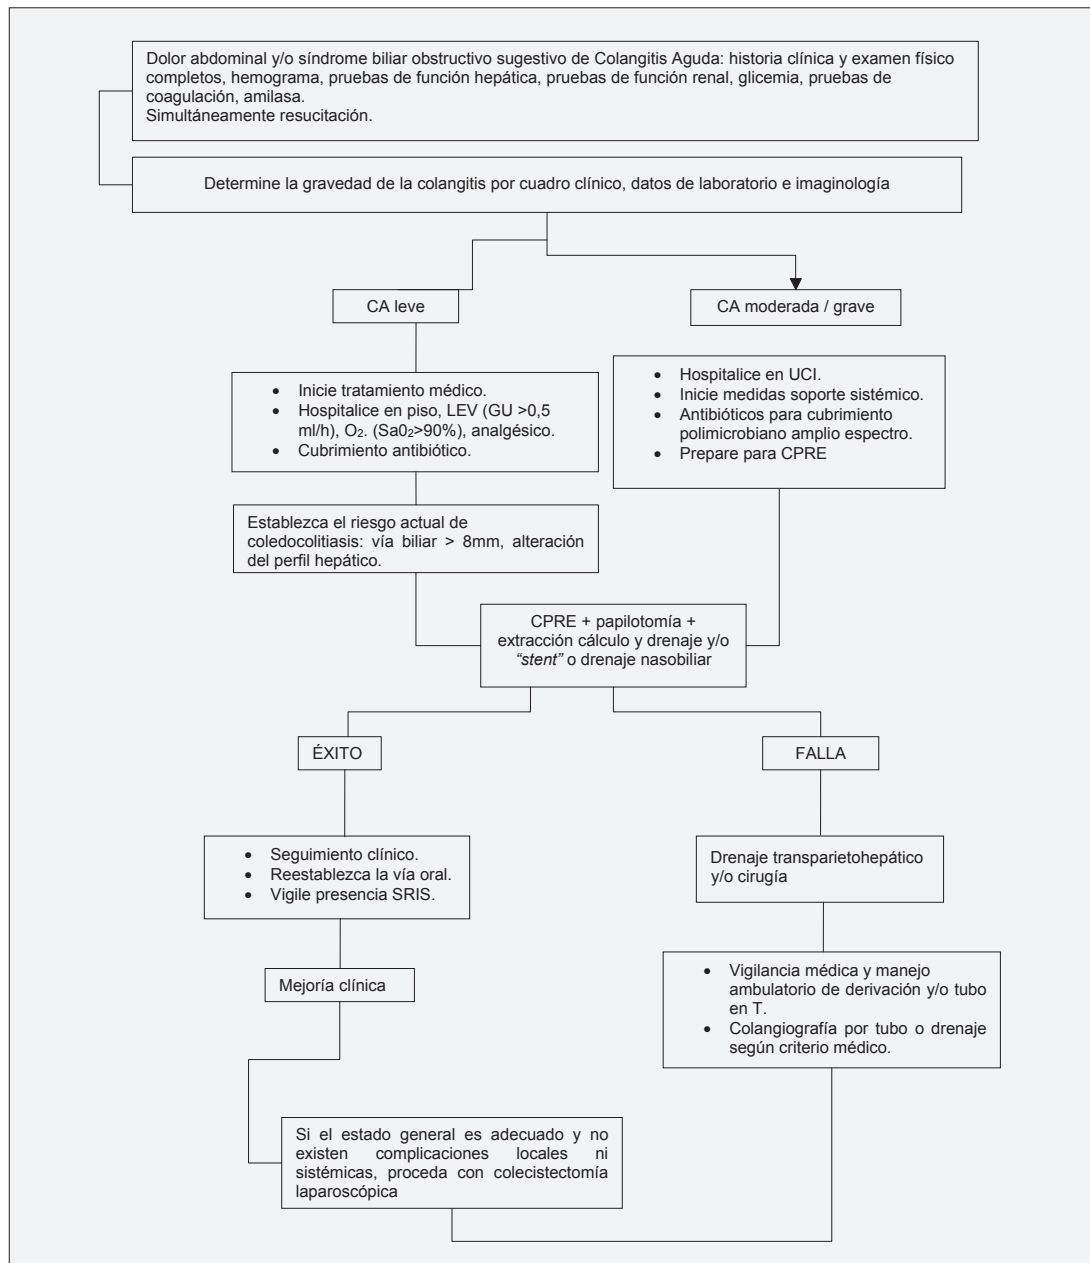 Dolor abdominal y/o síndrome biliar obstructivo sugestivo de Colangitis Aguda: historia clínica y examen físico
completos, hemograma, pruebas de función hepática, pruebas de función renal, glicemia, pruebas de
coagulación, amilasa.
Simultáneamente resucitación.
Determine la gravedad de la colangitis por cuadro clínico, datos de laboratorio e imaginología
CA leve
CA moderada / grave
• Inicie tratamiento médico.
• Hospitalice en piso, LEV (GU >0,5
ml/h), O₂. (Sa0₂>90%), analgésico.
• Cubrimiento antibiótico.
• Hospitalice en UCI.
• Inicie medidas soporte sistémico.
• Antibióticos para cubrimiento
polimicrobiano amplio espectro.
• Prepare para CPRE
Establezca el riesgo actual de
coledocolitiasis: vía biliar > 8mm, alteración
del perfil hepático.
CPRE + papilotomía +
extracción cálculo y drenaje y/o
“stent” o drenaje nasobiliar
ÉXITO
FALLA
• Seguimiento clínico.
• Reestablezca la vía oral.
• Vigile presencia SRIS.
Drenaje transparietohepático
y/o cirugía
Mejoría clínica
• Vigilancia médica y manejo
ambulatorio de derivación y/o tubo
en T.
• Colangiografía por tubo o drenaje
según criterio médico.
Si el estado general es adecuado y no
existen complicaciones locales ni
sistémicas, proceda con colecistectomía
laparoscópica